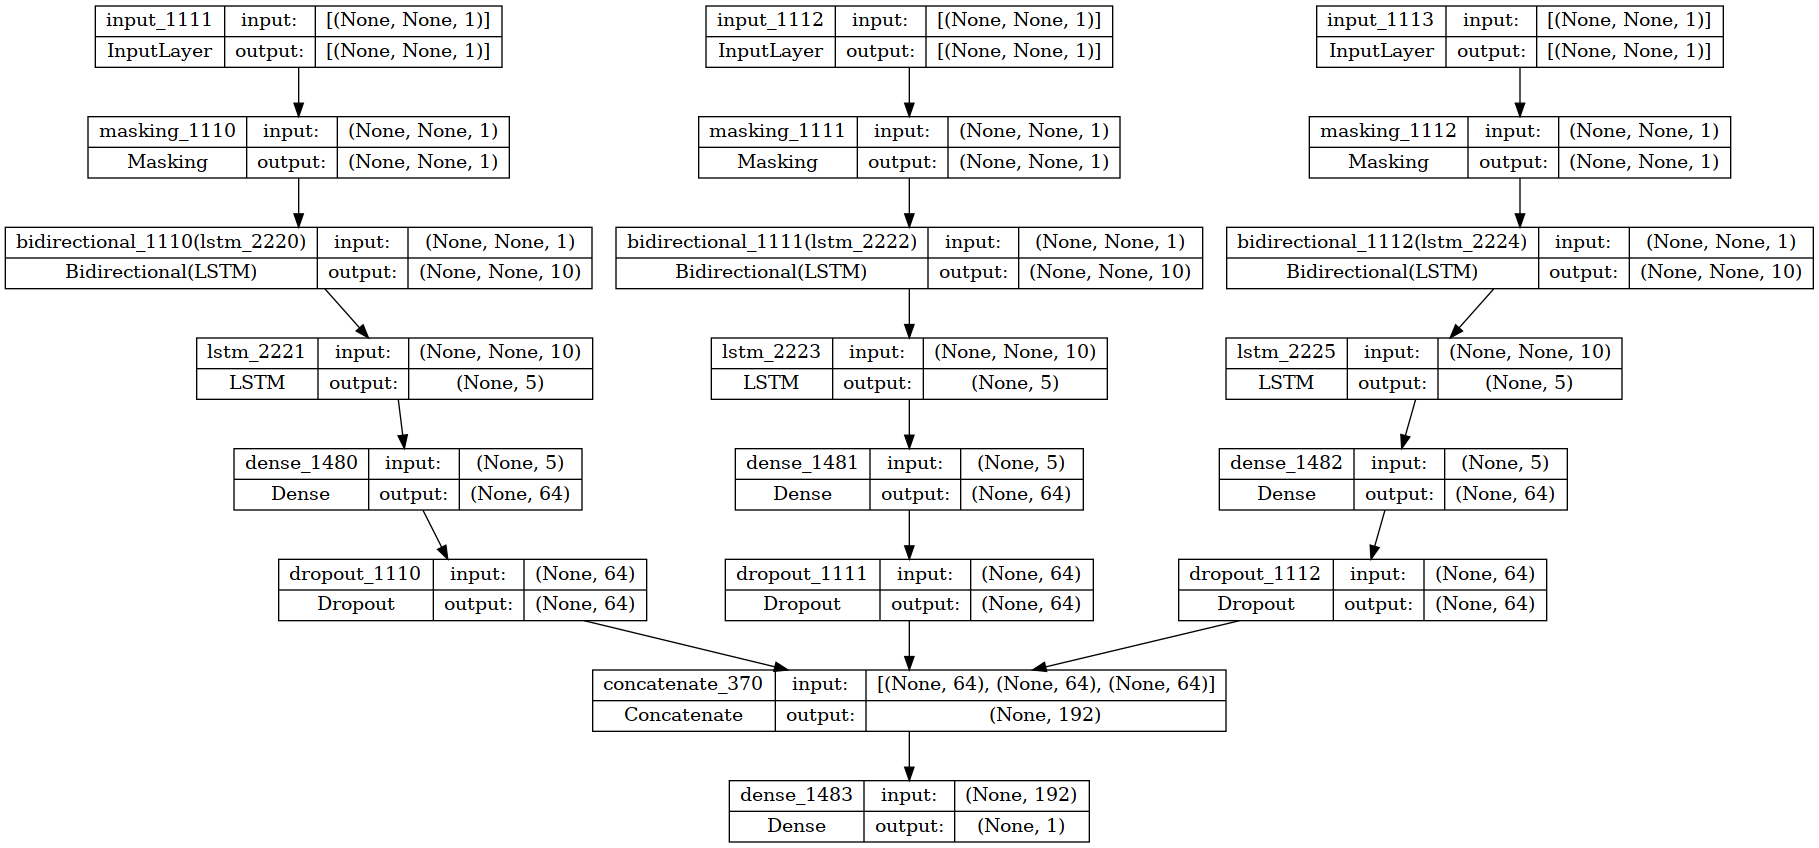 input_1111 input: [(None, None, 1)]
InputLayer output: [(None, None, 1)]
input_1112 input: [(None, None, 1)]
InputLayer output: [(None, None, 1)]
input_1113 input: [(None, None, 1)]
InputLayer output: [(None, None, 1)]
masking_1110 input: (None, None, 1)
Masking output: (None, None, 1)
masking_1111 input: (None, None, 1)
Masking output: (None, None, 1)
masking_1112 input: (None, None, 1)
Masking output: (None, None, 1)
bidirectional_1110(lstm_2220) input: (None, None, 1)
Bidirectional(LSTM) output: (None, None, 10)
bidirectional_1111(lstm_2222) input: (None, None, 1)
Bidirectional(LSTM) output: (None, None, 10)
bidirectional_1112(lstm_2224) input: (None, None, 1)
Bidirectional(LSTM) output: (None, None, 10)
lstm_2221 input: (None, None, 10)
LSTM output: (None, 5)
lstm_2223 input: (None, None, 10)
LSTM output: (None, 5)
lstm_2225 input: (None, None, 10)
LSTM output: (None, 5)
dense_1480 input: (None, 5)
Dense output: (None, 64)
dense_1481 input: (None, 5)
Dense output: (None, 64)
dense_1482 input: (None, 5)
Dense output: (None, 64)
dropout_1110 input: (None, 64)
Dropout output: (None, 64)
dropout_1111 input: (None, 64)
Dropout output: (None, 64)
dropout_1112 input: (None, 64)
Dropout output: (None, 64)
concatenate_370 input: [(None, 64), (None, 64), (None, 64)]
Concatenate output: (None, 192)
dense_1483 input: (None, 192)
Dense output: (None, 1)